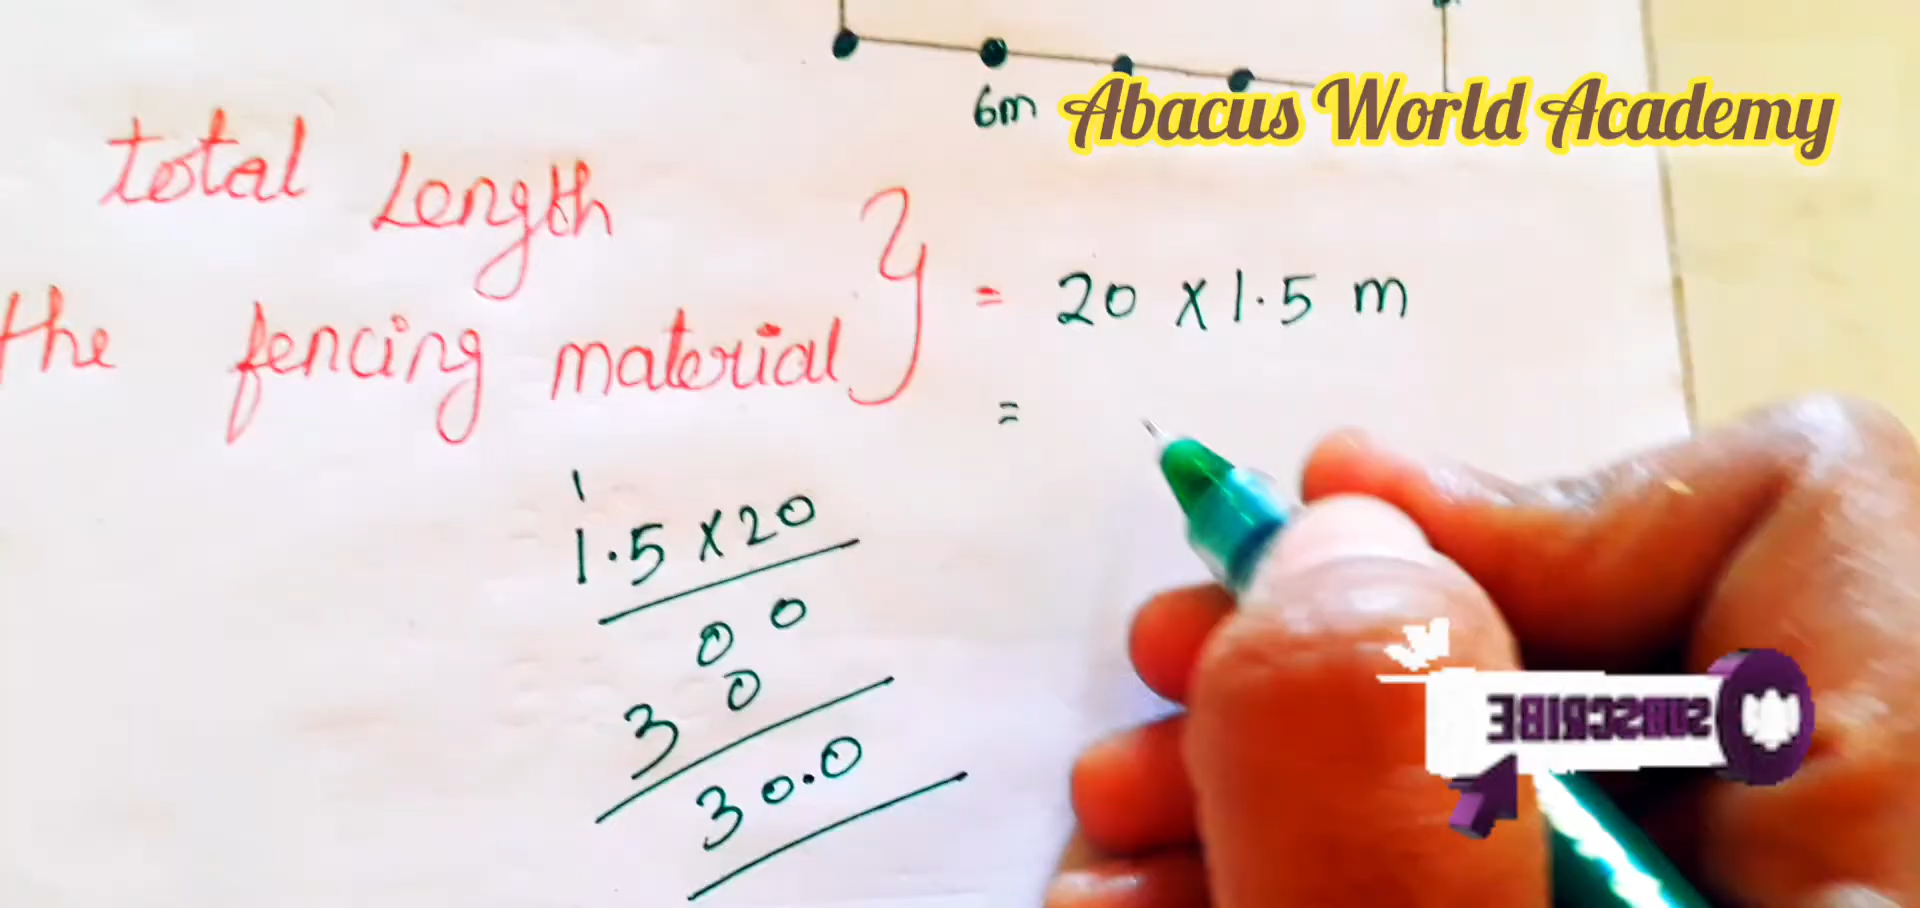 6m
Abacus World Academy
total Length
the fencing material } = 20 x 1.5 m
=
1
1.5 x 20
0 0
3 0
30.0
SUBSCRIBE